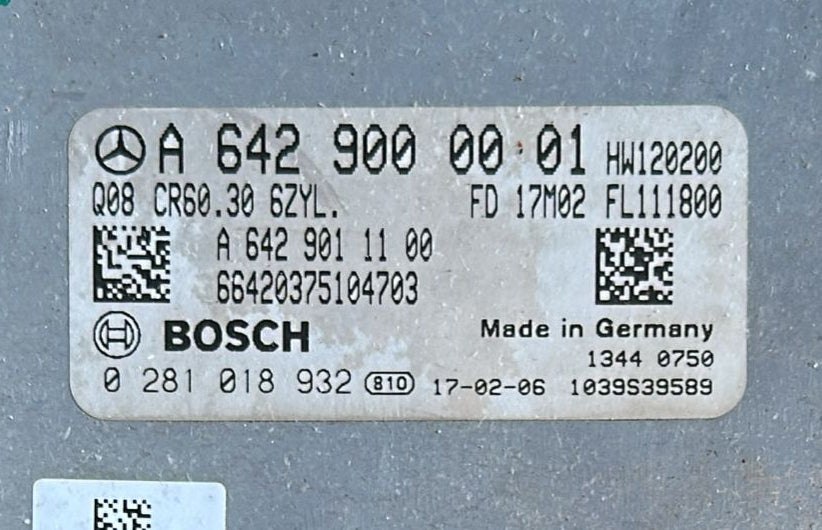 A 642 900 00 01 HW120200
Q08 CR60.30 6ZYL. FD 17M02 FL111800
A 642 901 11 00
66420375104703
BOSCH Made in Germany
1344 0750
0 281 018 932 810 17-02-06 1039S39589